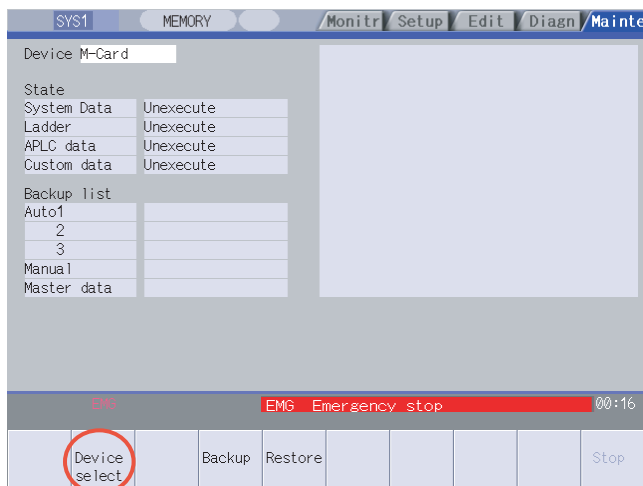 SYS1 MEMORY Monitr Setup Edit Diagn Mainte
Device M-Card
State
System Data Unexecute
Ladder Unexecute
APLC data Unexecute
Custom data Unexecute
Backup list
Auto1
2
3
Manual
Master data
EMG EMG Emergency stop 00:16
Device select Backup Restore Stop